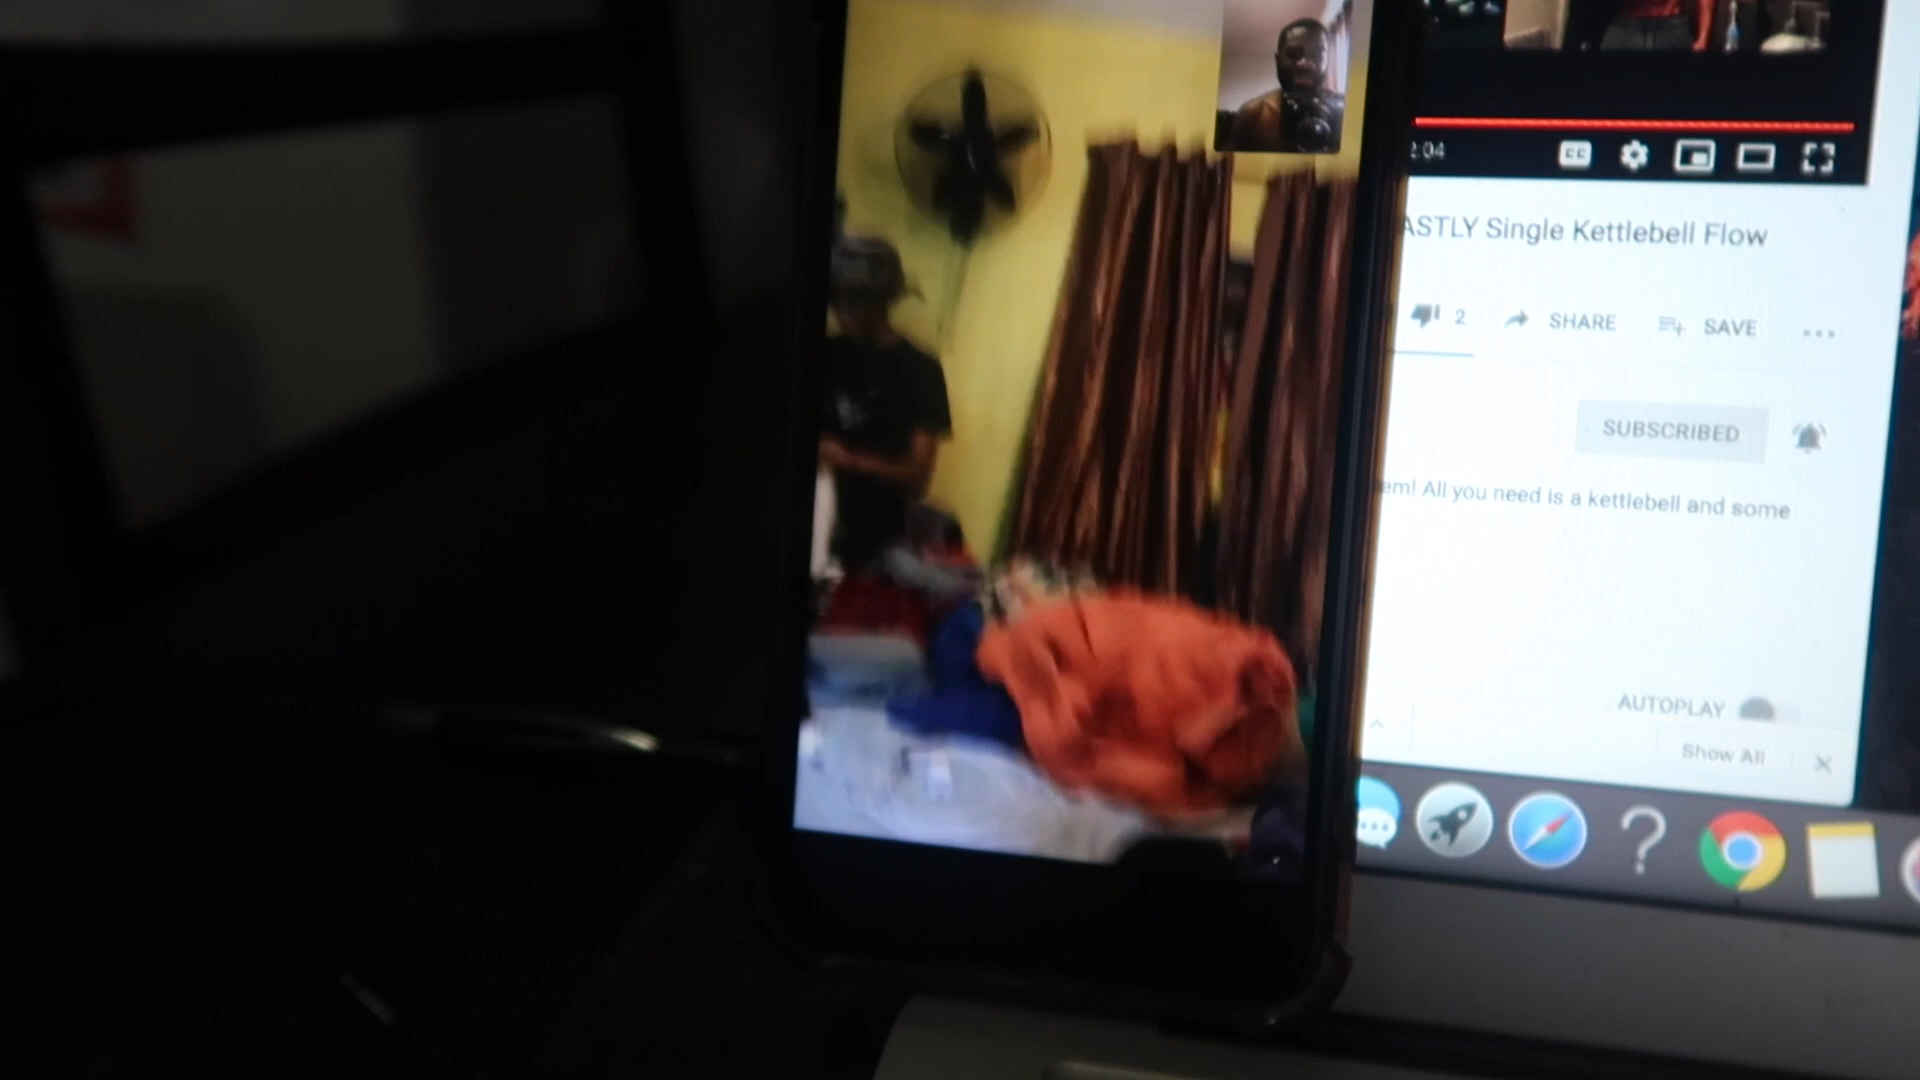 2:04
CC
ASTLY Single Kettlebell Flow
2 SHARE SAVE
SUBSCRIBED
em! All you need is a kettlebell and some
AUTOPLAY
Show All